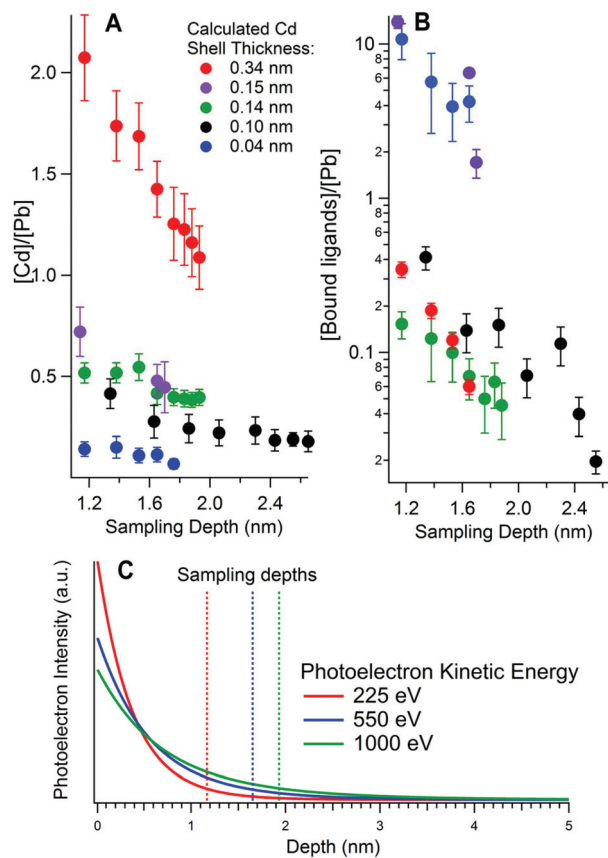 A
Calculated Cd
Shell Thickness:
0.34 nm
0.15 nm
0.14 nm
0.10 nm
0.04 nm
[Cd]/[Pb]
2.0
1.5
1.0
0.5
1.2 1.6 2.0 2.4
Sampling Depth (nm)
B
[Bound ligands]/[Pb]
10
8
6
4
2
1
8
6
4
2
0.1
8
6
4
2
1.2 1.6 2.0 2.4
Sampling Depth (nm)
C
Photoelectron Intensity (a.u.)
Sampling depths
Photoelectron Kinetic Energy
225 eV
550 eV
1000 eV
0 1 2 3 4 5
Depth (nm)